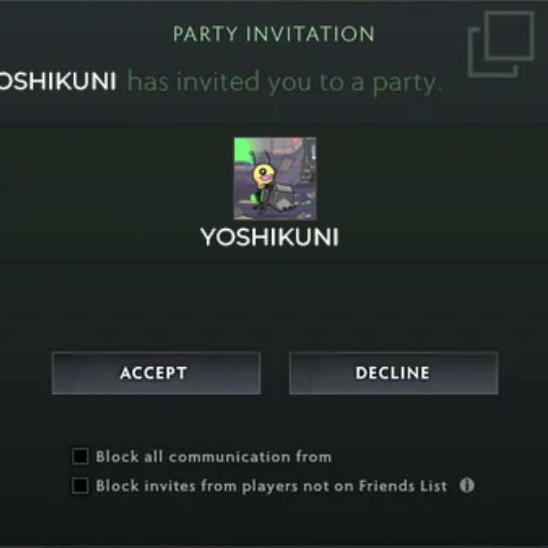 PARTY INVITATION
OSHIKUNI has invited you to a party.
YOSHIKUNI
ACCEPT
DECLINE
Block all communication from
Block invites from players not on Friends List